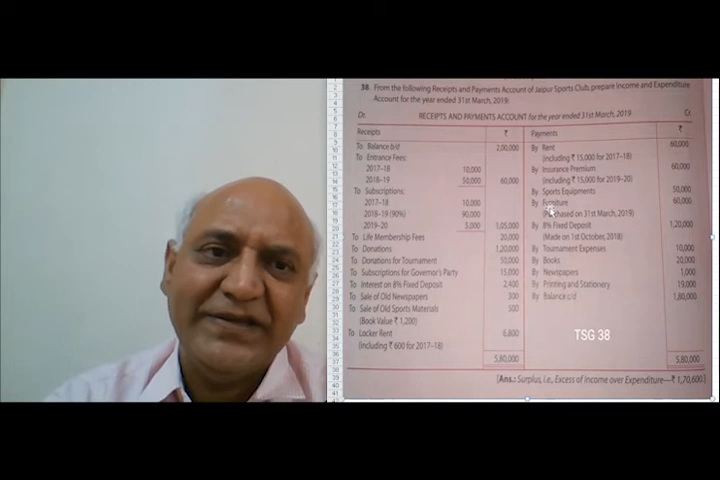 38. From the following Receipts and Payments Account of Jaipur Sports Club, prepare Income and Expenditure
Account for the year ended 31st March, 2019:
Dr. RECEIPTS AND PAYMENTS ACCOUNT for the year ended 31st March, 2019 Cr.
Receipts ₹ Payments ₹
To Balance b/d 2,00,000 By Rent 60,000
To Entrance Fees: (including ₹ 15,000 for 2017-18)
2017-18 10,000 By Insurance Premium 60,000
2018-19 50,000 60,000 (including ₹ 15,000 for 2019-20)
To Subscriptions: By Sports Equipments 50,000
2017-18 10,000 By Furniture 60,000
2018-19 (90%) 90,000 (Purchased on 31st March, 2019)
2019-20 5,000 1,05,000 By 8% Fixed Deposit 1,20,000
To Life Membership Fees 20,000 (Made on 1st October, 2018)
To Donations 1,20,000 By Tournament Expenses 10,000
To Donations for Tournament 50,000 By Books 20,000
To Subscriptions for Governor's Party 15,000 By Newspapers 1,000
To Interest on 8% Fixed Deposit 2,400 By Printing and Stationery 19,000
To Sale of Old Newspapers 300 By Balance c/d 1,80,000
To Sale of Old Sports Materials 500
(Book Value ₹ 1,200)
To Locker Rent 6,800
(including ₹ 600 for 2017-18)
5,80,000 5,80,000
TSG 38
(Ans.: Surplus, i.e., Excess of income over Expenditure—₹ 1,70,600)